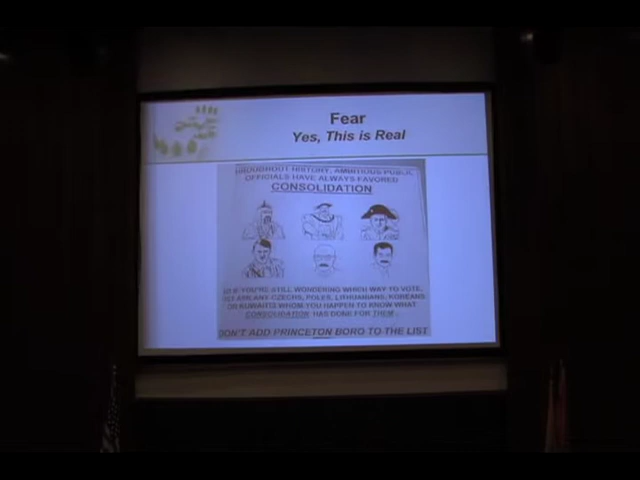 Fear
Yes, This is Real
THROUGHOUT HISTORY, AMBITIOUS PUBLIC
OFFICIALS HAVE ALWAYS FAVORED
CONSOLIDATION
SO IF YOU'RE STILL WONDERING WHICH WAY TO VOTE,
JUST ASK ANY CZECHS, POLES, LITHUANIANS, KOREANS
OR KUWAITIS WHOM YOU HAPPEN TO KNOW WHAT
CONSOLIDATION HAS DONE FOR THEM.
DON'T ADD PRINCETON BORO TO THE LIST